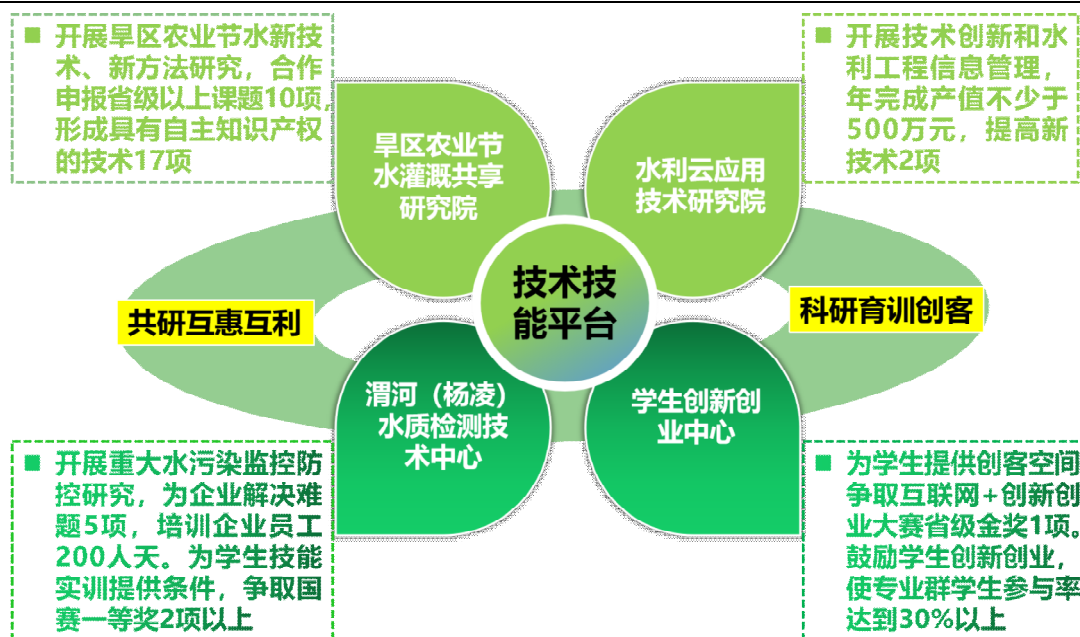 ■ 开展旱区农业节水新技
术、新方法研究，合作
申报省级以上课题10项，
形成具有自主知识产权
的技术17项
■ 开展技术创新和水
利工程信息管理，
年完成产值不少于
500万元，提高新
技术2项
旱区农业节
水灌溉共享
研究院
水利云应用
技术研究院
技术技
能平台
共研互惠互利
科研育训创客
渭河（杨凌）
水质检测技
术中心
学生创新创
业中心
■ 开展重大水污染监控防
控研究，为企业解决难
题5项，培训企业员工
200人天。为学生技能
实训提供条件，争取国
赛一等奖2项以上
■ 为学生提供创客空间
争取互联网+创新创
业大赛省级金奖1项。
鼓励学生创新创业，
使专业群学生参与率
达到30%以上